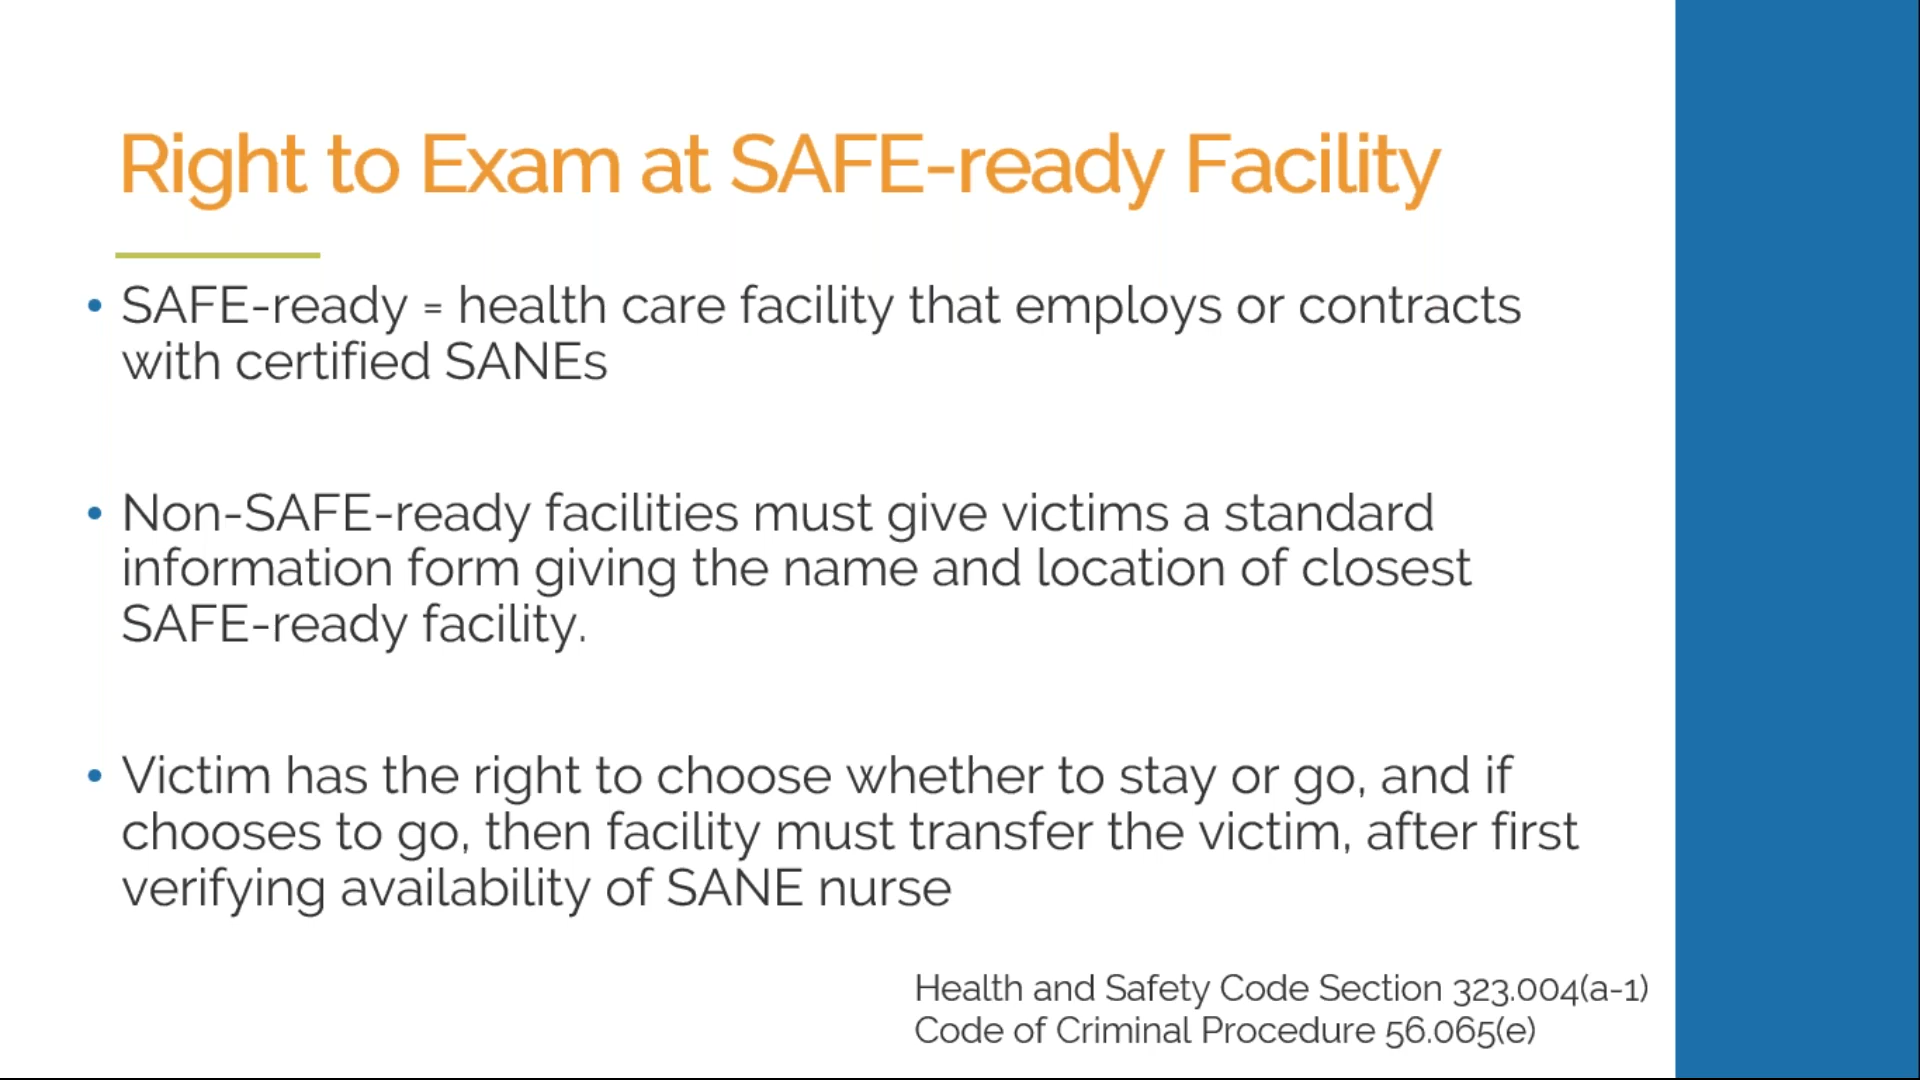 Right to Exam at SAFE-ready Facility
• SAFE-ready = health care facility that employs or contracts
with certified SANEs
• Non-SAFE-ready facilities must give victims a standard
information form giving the name and location of closest
SAFE-ready facility.
• Victim has the right to choose whether to stay or go, and if
chooses to go, then facility must transfer the victim, after first
verifying availability of SANE nurse
Health and Safety Code Section 323.004(a-1)
Code of Criminal Procedure 56.065(e)